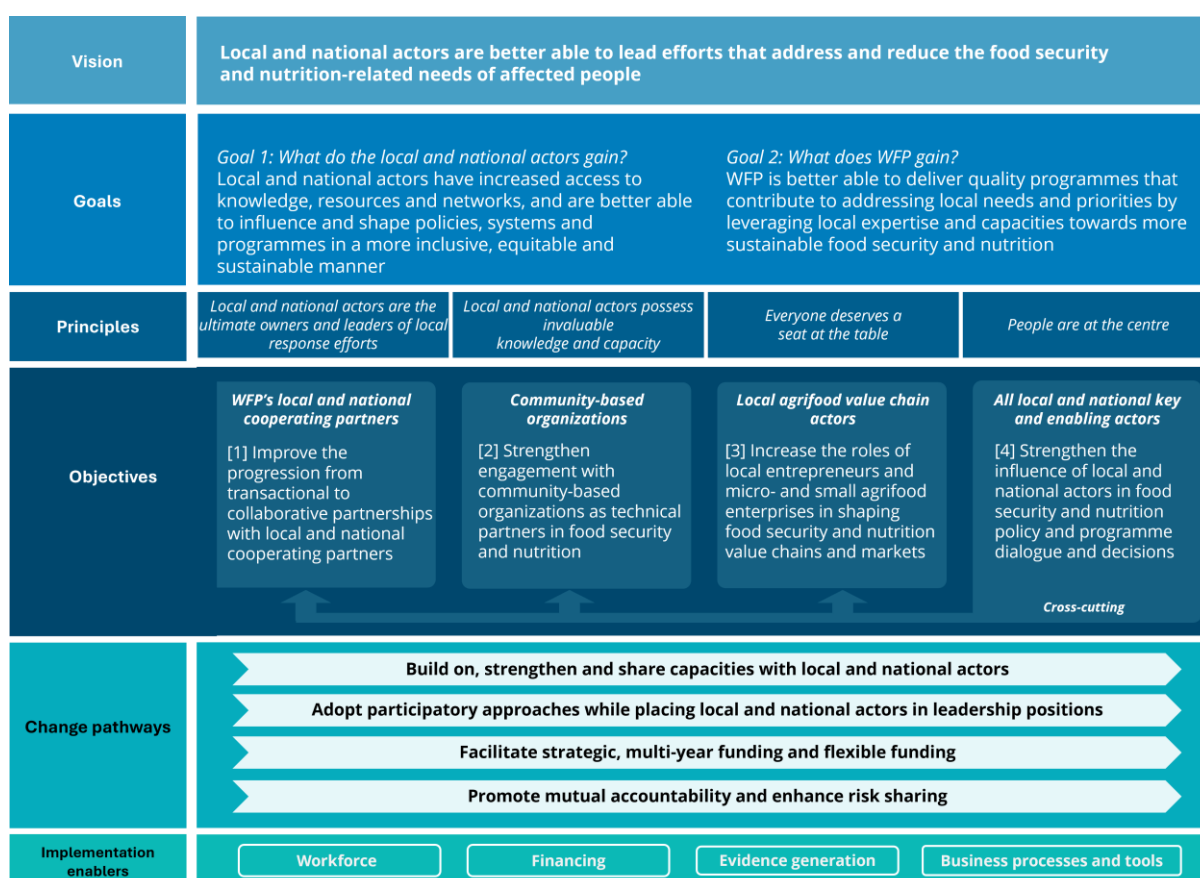 Vision
Local and national actors are better able to lead efforts that address and reduce the food security
and nutrition-related needs of affected people
Goals
Goal 1: What do the local and national actors gain?
Local and national actors have increased access to
knowledge, resources and networks, and are better able
to influence and shape policies, systems and
programmes in a more inclusive, equitable and
sustainable manner
Goal 2: What does WFP gain?
WFP is better able to deliver quality programmes that
contribute to addressing local needs and priorities by
leveraging local expertise and capacities towards more
sustainable food security and nutrition
Principles
Local and national actors are the
ultimate owners and leaders of local
response efforts
Local and national actors possess
invaluable
knowledge and capacity
Everyone deserves a
seat at the table
People are at the centre
Objectives
WFP's local and national
cooperating partners
[1] Improve the
progression from
transactional to
collaborative partnerships
with local and national
cooperating partners
Community-based
organizations
[2] Strengthen
engagement with
community-based
organizations as technical
partners in food security
and nutrition
Local agrifood value chain
actors
[3] Increase the roles of
local entrepreneurs and
micro- and small agrifood
enterprises in shaping
food security and nutrition
value chains and markets
All local and national key
and enabling actors
[4] Strengthen the
influence of local and
national actors in food
security and nutrition
policy and programme
dialogue and decisions
Cross-cutting
Change pathways
Build on, strengthen and share capacities with local and national actors
Adopt participatory approaches while placing local and national actors in leadership positions
Facilitate strategic, multi-year funding and flexible funding
Promote mutual accountability and enhance risk sharing
Implementation
enablers
Workforce
Financing
Evidence generation
Business processes and tools